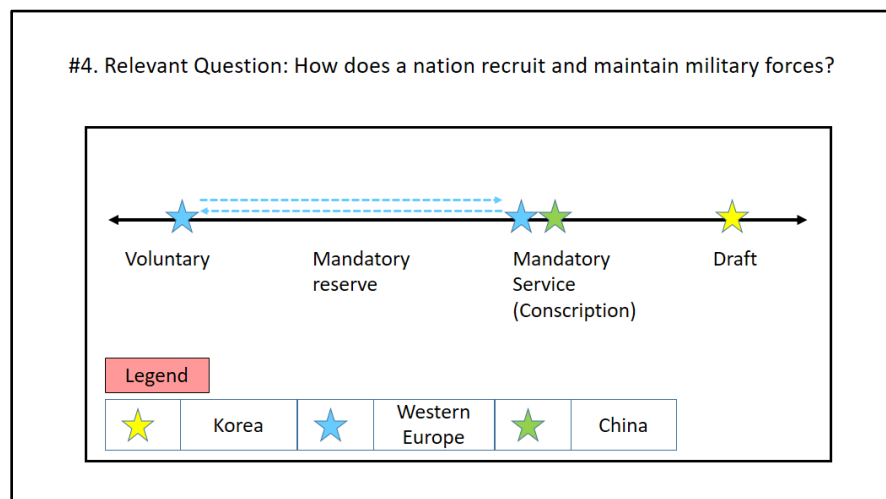 #4. Relevant Question: How does a nation recruit and maintain military forces?
Voluntary
Mandatory
reserve
Mandatory
Service
(Conscription)
Draft
Legend
Korea
Western
Europe
China